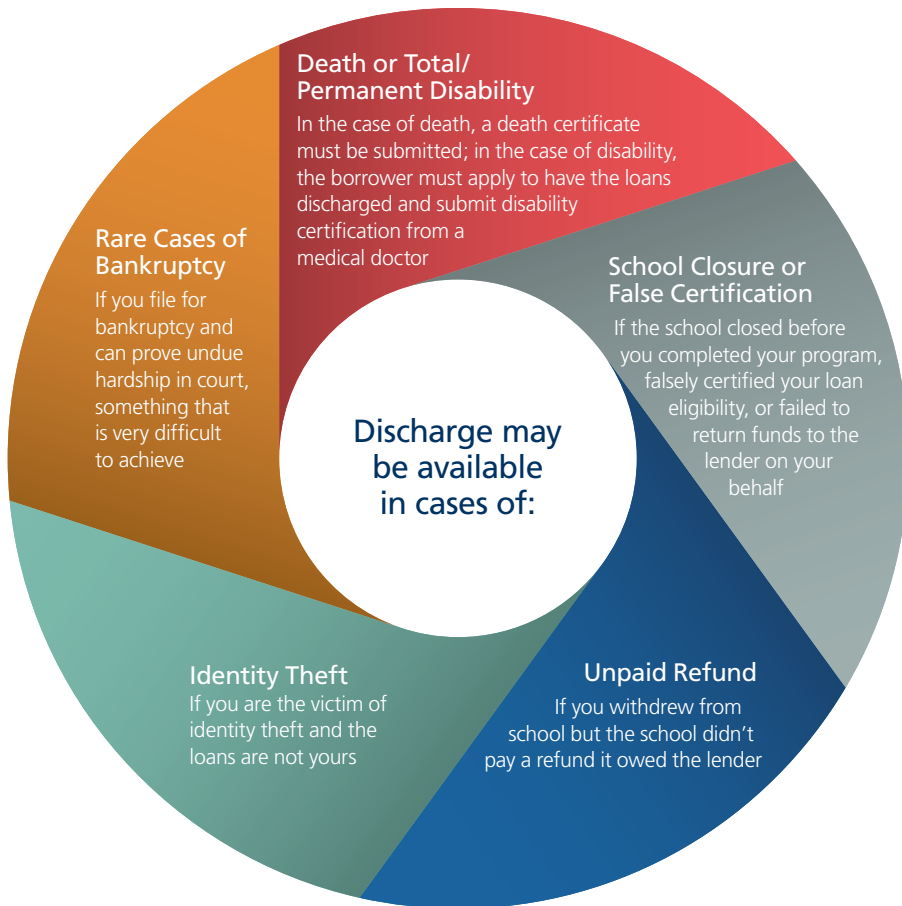 Discharge may
be available
in cases of:
Death or Total/
Permanent Disability
In the case of death, a death certificate
must be submitted; in the case of disability,
the borrower must apply to have the loans
discharged and submit disability
certification from a
medical doctor
School Closure or
False Certification
If the school closed before
you completed your program,
falsely certified your loan
eligibility, or failed to
return funds to the
lender on your
behalf
Unpaid Refund
If you withdrew from
school but the school didn’t
pay a refund it owed the lender
Identity Theft
If you are the victim of
identity theft and the
loans are not yours
Rare Cases of
Bankruptcy
If you file for
bankruptcy and
can prove undue
hardship in court,
something that
is very difficult
to achieve